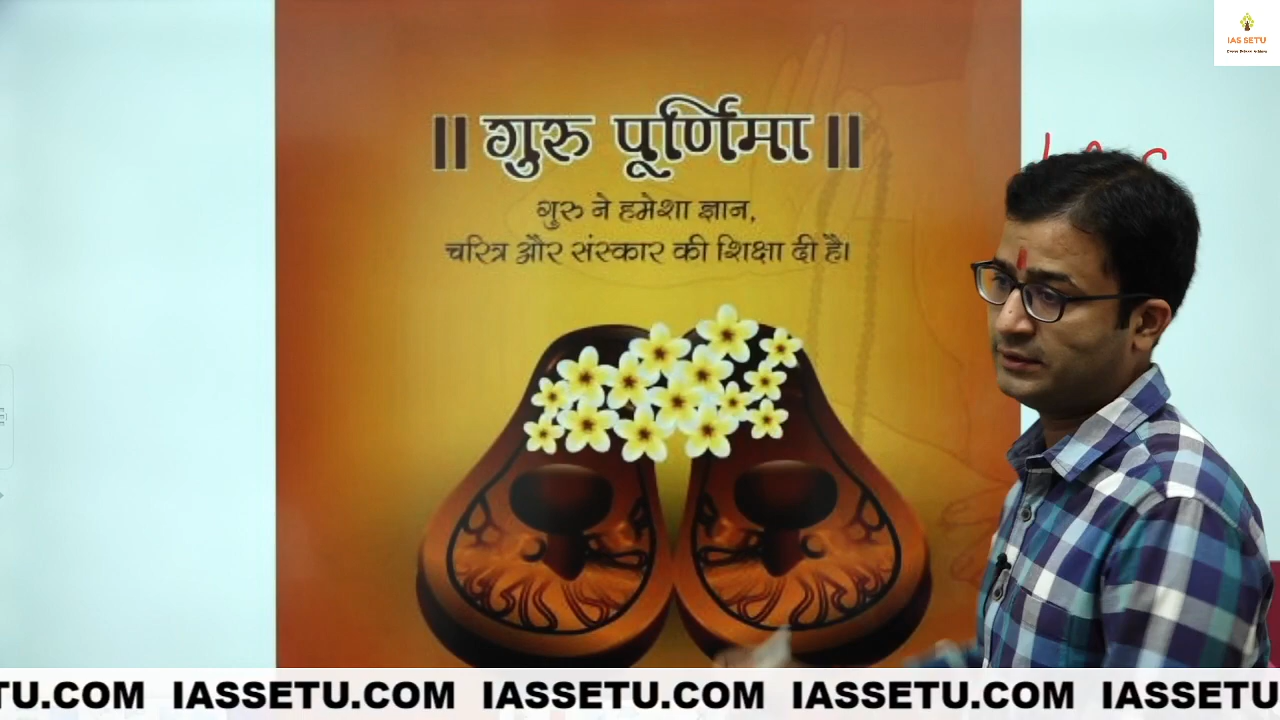 IAS SETU
|| गुरु पूर्णिमा ||
गुरु ने हमेशा ज्ञान,
चरित्र और संस्कार की शिक्षा दी है।
TU.COM IASSETU.COM IASSETU.COM IASSETU.COM IASSETU